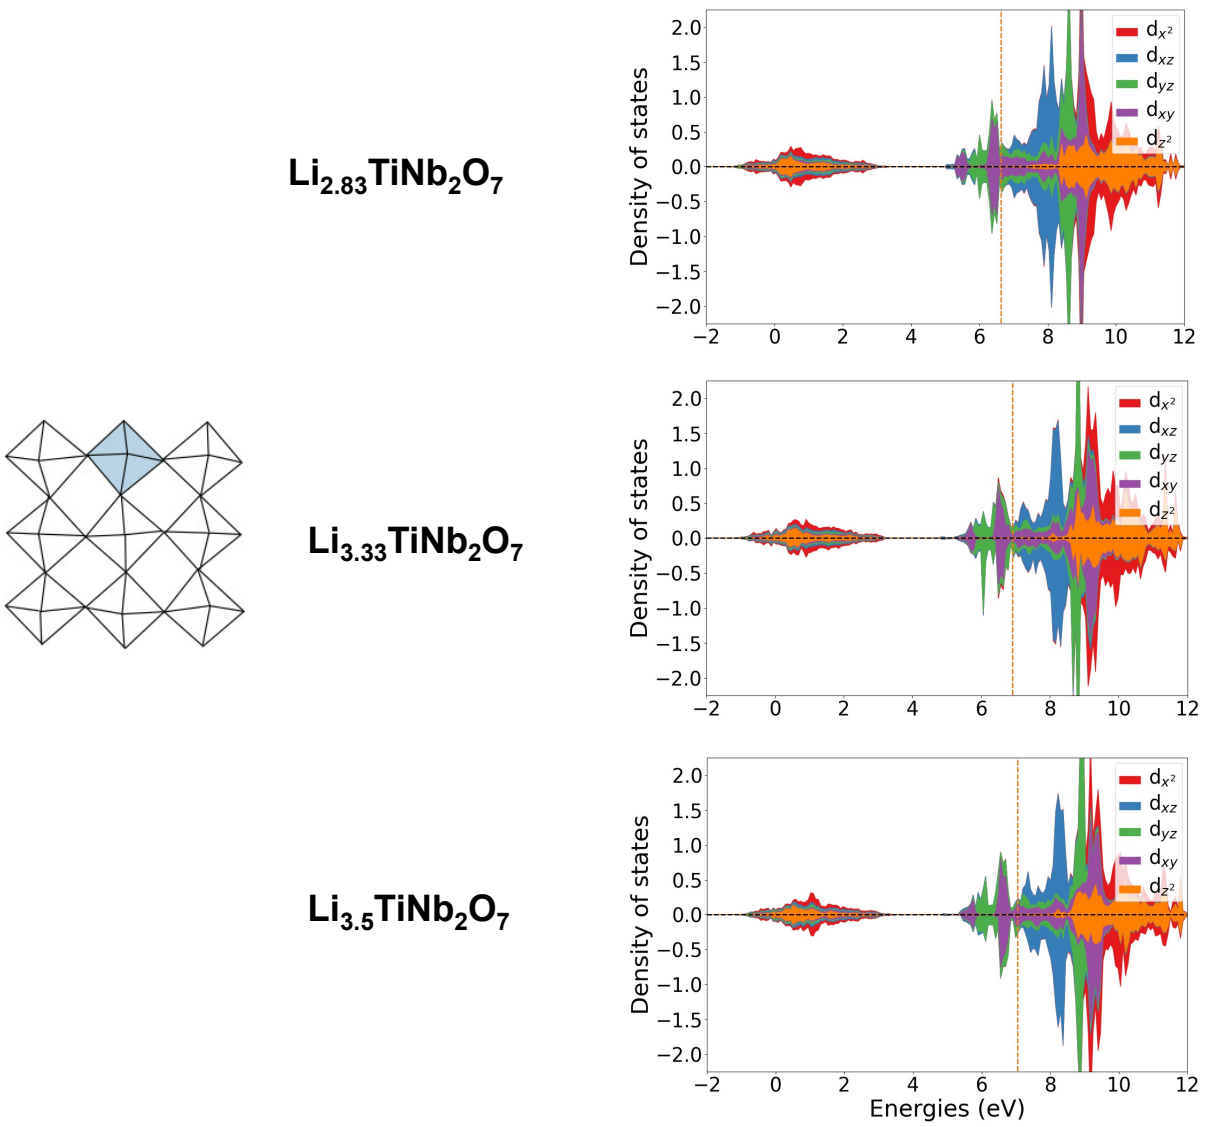 Li2.83TiNb2O7
Density of states
2.0
1.5
1.0
0.5
0.0
−0.5
−1.0
−1.5
−2.0
−2 0 2 4 6 8 10 12
dx²
dxz
dyz
dxy
dz²
Li3.33TiNb2O7
Density of states
2.0
1.5
1.0
0.5
0.0
−0.5
−1.0
−1.5
−2.0
−2 0 2 4 6 8 10 12
dx²
dxz
dyz
dxy
dz²
Li3.5TiNb2O7
Density of states
2.0
1.5
1.0
0.5
0.0
−0.5
−1.0
−1.5
−2.0
−2 0 2 4 6 8 10 12
dx²
dxz
dyz
dxy
dz²
Energies (eV)